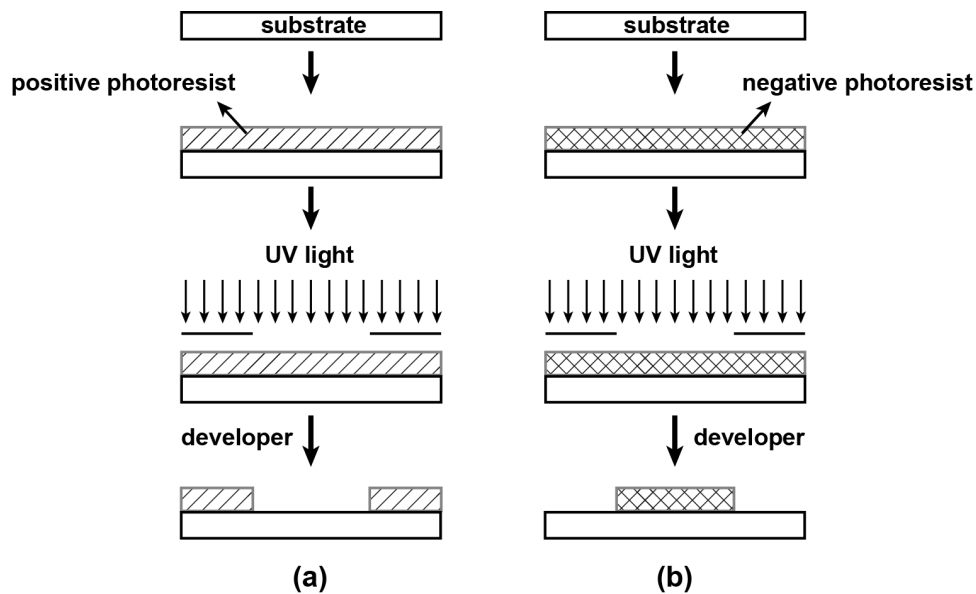 substrate
positive photoresist
UV light
developer
(a)
substrate
negative photoresist
UV light
developer
(b)